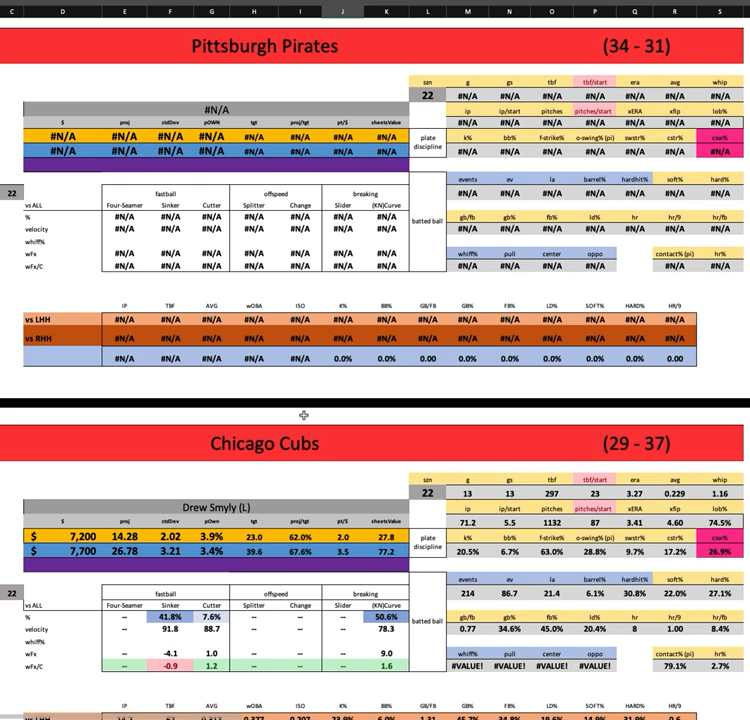 C D E F G H I J K L M N O P Q R S
Pittsburgh Pirates (34 - 31)
szn g gs tbf tbf/start era avg whip
22 #N/A #N/A #N/A #N/A #N/A #N/A #N/A
#N/A ip ip/start pitches pitches/start xERA xfip lob%
$ proj stdDev pOWN tgt proj/tgt pt/$ sheetsValue #N/A #N/A #N/A #N/A #N/A #N/A #N/A
#N/A #N/A #N/A #N/A #N/A #N/A #N/A #N/A plate discipline k% bb% f-strike% o-swing% (pi) swstr% cstr% csw%
#N/A #N/A #N/A #N/A #N/A #N/A #N/A #N/A #N/A #N/A #N/A #N/A #N/A #N/A #N/A
events ev la barrel% hardhit% soft% hard%
22 fastball offspeed breaking #N/A #N/A #N/A #N/A #N/A #N/A #N/A
vs ALL Four-Seamer Sinker Cutter Splitter Change Slider (KN)Curve
% #N/A #N/A #N/A #N/A #N/A #N/A #N/A batted ball gb/fb gb% fb% ld% hr hr/9 hr/fb
velocity #N/A #N/A #N/A #N/A #N/A #N/A #N/A #N/A #N/A #N/A #N/A #N/A #N/A #N/A
whiff%
wFx #N/A #N/A #N/A #N/A #N/A #N/A #N/A whiff% pull center oppo contact% (pi) hr%
wFx/C #N/A #N/A #N/A #N/A #N/A #N/A #N/A #N/A #N/A #N/A #N/A #N/A #N/A
IP TBF AVG wOBA ISO K% BB% GB/FB GB% FB% LD% SOFT% HARD% HR/9
vs LHH #N/A #N/A #N/A #N/A #N/A #N/A #N/A #N/A #N/A #N/A #N/A #N/A #N/A #N/A
vs RHH #N/A #N/A #N/A #N/A #N/A #N/A #N/A #N/A #N/A #N/A #N/A #N/A #N/A #N/A
#N/A #N/A #N/A #N/A #N/A 0.0% 0.0% 0.00 0.0% 0.0% 0.0% 0.0% 0.0% 0.00
Chicago Cubs (29 - 37)
szn g gs tbf tbf/start era avg whip
22 13 13 297 23 3.27 0.229 1.16
Drew Smyly (L) ip ip/start pitches pitches/start xERA xfip lob%
$ proj stdDev pOwn tgt proj/tgt pt/$ sheetsValue 71.2 5.5 1132 87 3.41 4.60 74.5%
$ 7,200 14.28 2.02 3.9% 23.0 62.0% 2.0 27.8 plate discipline k% bb% f-strike% o-swing% (pi) swstr% cstr% csw%
$ 7,700 26.78 3.21 3.4% 39.6 67.6% 3.5 77.2 20.5% 6.7% 63.0% 28.8% 9.7% 17.2% 26.9%
events ev la barrel% hardhit% soft% hard%
22 fastball offspeed breaking 214 86.7 21.4 6.1% 30.8% 22.0% 27.1%
vs ALL Four-Seamer Sinker Cutter Splitter Change Slider (KN)Curve
% -- 41.8% 7.6% -- -- -- 50.6% batted ball gb/fb gb% fb% ld% hr hr/9 hr/fb
velocity -- 91.8 88.7 -- -- -- 78.3 0.77 34.6% 45.0% 20.4% 8 1.00 8.4%
whiff%
wFx -- -4.1 1.0 -- -- -- 9.0 whiff% pull center oppo contact% (pi) hr%
wFx/C -- -0.9 1.2 -- -- -- 1.6 #VALUE! #VALUE! #VALUE! #VALUE! 79.1% 2.7%
IP TBF AVG wOBA ISO K% BB% GB/FB GB% FB% LD% SOFT% HARD% HR/9